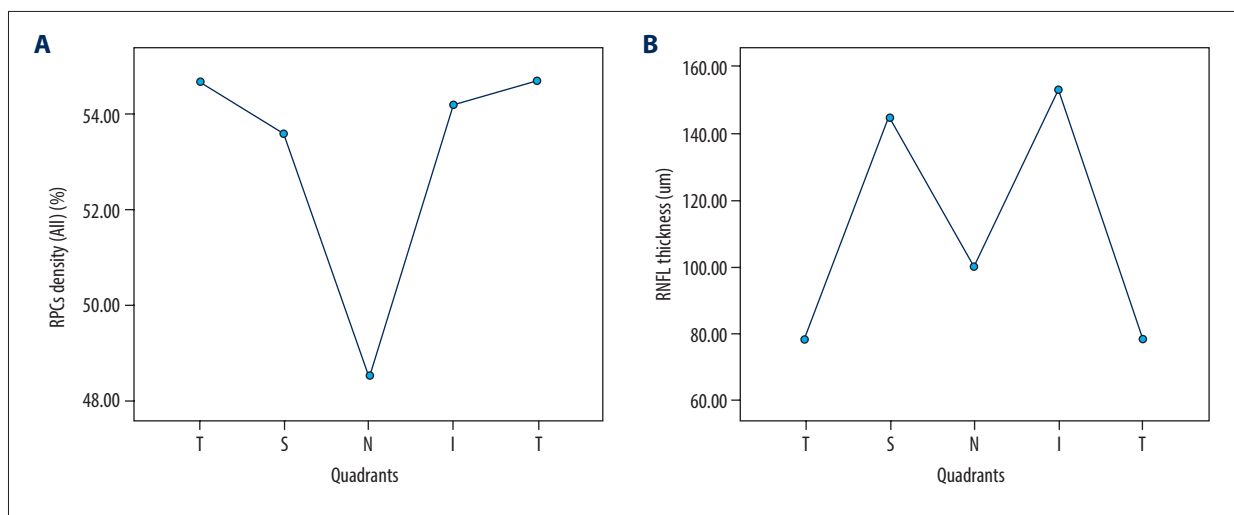 A
RPCs density (All) (%)
54.00
52.00
50.00
48.00
T S N I T
Quadrants
B
RNFL thickness (um)
160.00
140.00
120.00
100.00
80.00
60.00
T S N I T
Quadrants